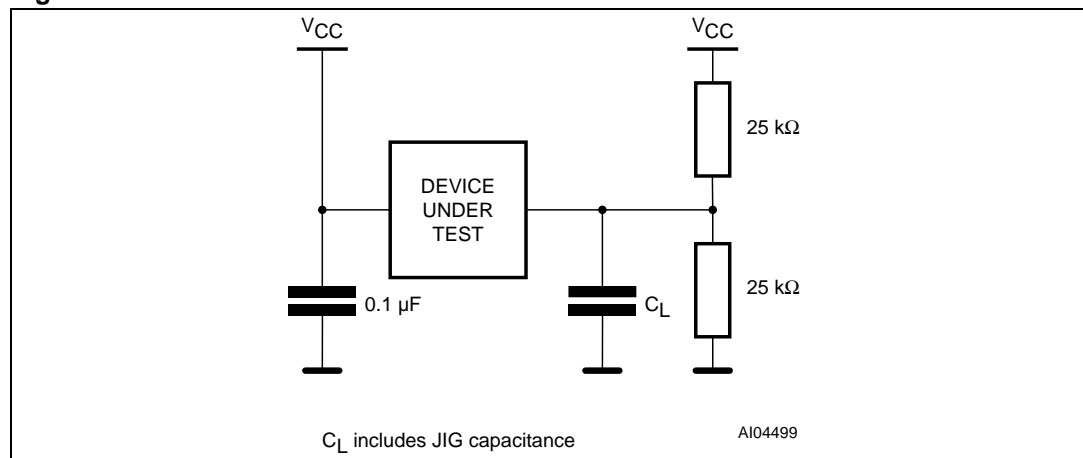 VCC
VCC
25 kΩ
DEVICE
UNDER
TEST
0.1 µF
CL
25 kΩ
CL includes JIG capacitance
AI04499